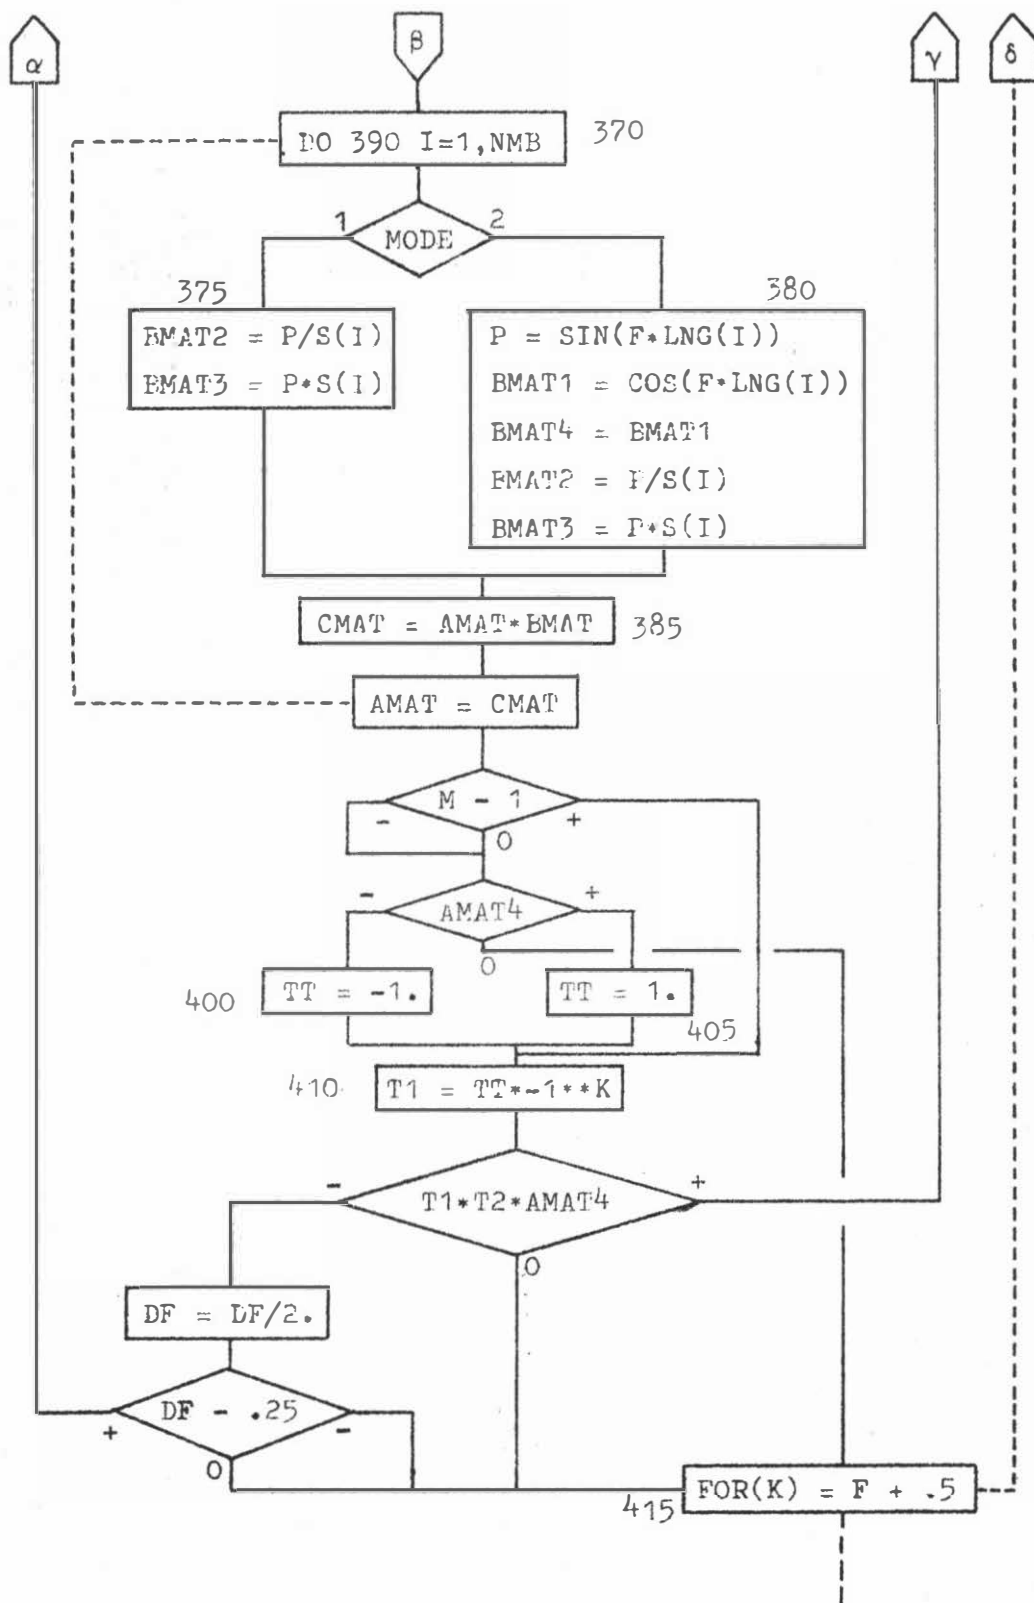 α
β
γ
δ
DO 390 I=1,NMB
370
1
2
MODE
375
BMAT2 = P/S(I)
BMAT3 = P*S(I)
380
P = SIN(F*LNG(I))
BMAT1 = COS(F*LNG(I))
BMAT4 = BMAT1
BMAT2 = P/S(I)
BMAT3 = P*S(I)
CMAT = AMAT*BMAT
385
AMAT = CMAT
M - 1
-
+
0
-
+
AMAT4
0
400
TT = -1.
TT = 1.
405
410
T1 = TT*-1**K
-
+
T1*T2*AMAT4
0
DF = DF/2.
DF - .25
+
-
0
415
FOR(K) = F + .5